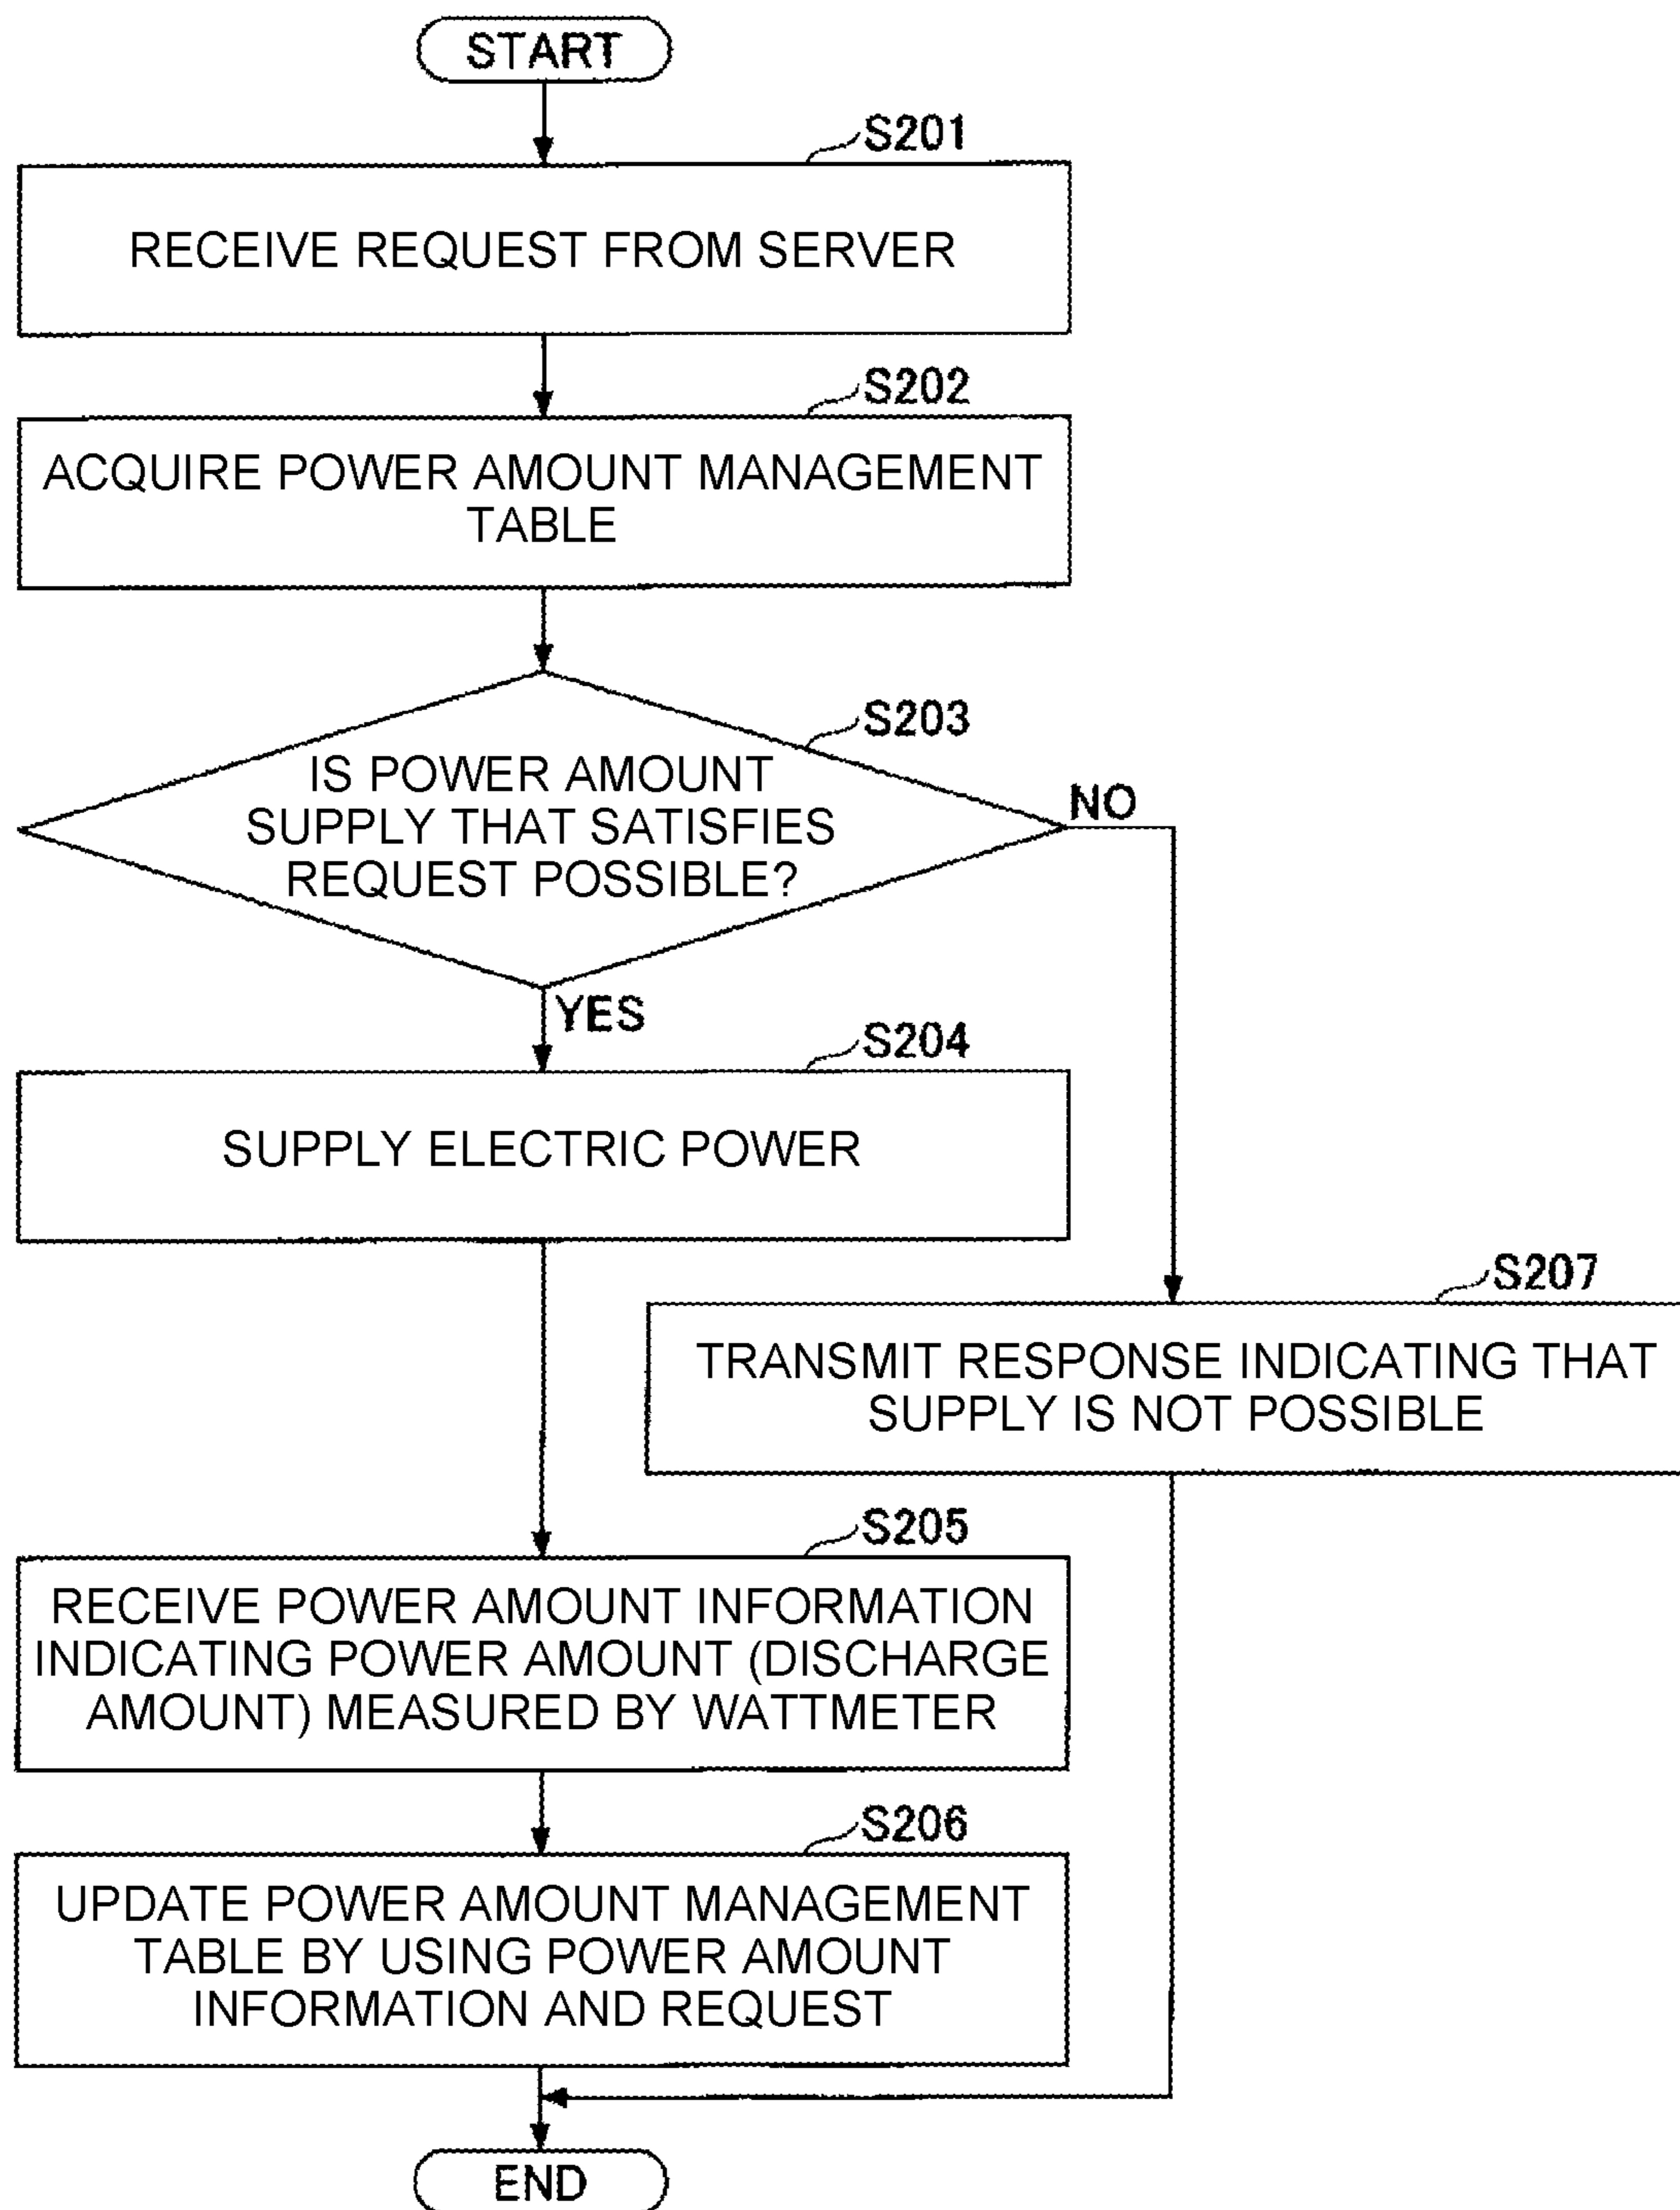 START
S201
RECEIVE REQUEST FROM SERVER
S202
ACQUIRE POWER AMOUNT MANAGEMENT
TABLE
S203
IS POWER AMOUNT
SUPPLY THAT SATISFIES
REQUEST POSSIBLE?
NO
YES
S204
SUPPLY ELECTRIC POWER
S207
TRANSMIT RESPONSE INDICATING THAT
SUPPLY IS NOT POSSIBLE
S205
RECEIVE POWER AMOUNT INFORMATION
INDICATING POWER AMOUNT (DISCHARGE
AMOUNT) MEASURED BY WATTMETER
S206
UPDATE POWER AMOUNT MANAGEMENT
TABLE BY USING POWER AMOUNT
INFORMATION AND REQUEST
END